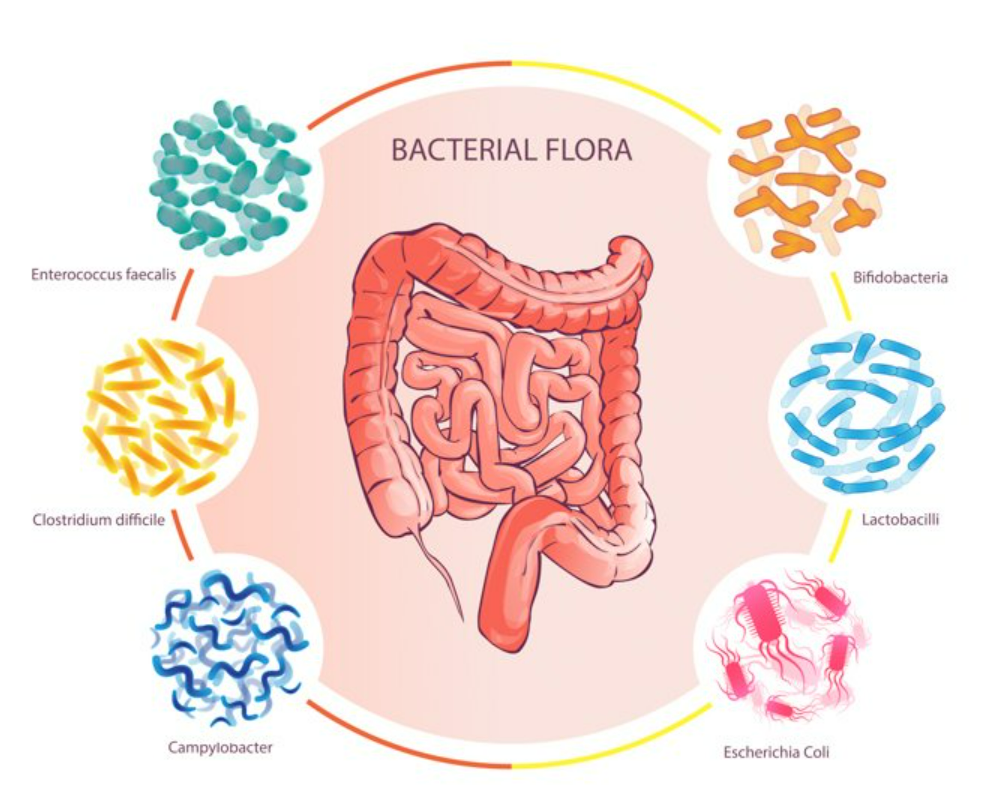 BACTERIAL FLORA
Enterococcus faecalis
Bifidobacteria
Clostridium difficile
Lactobacilli
Campylobacter
Escherichia Coli